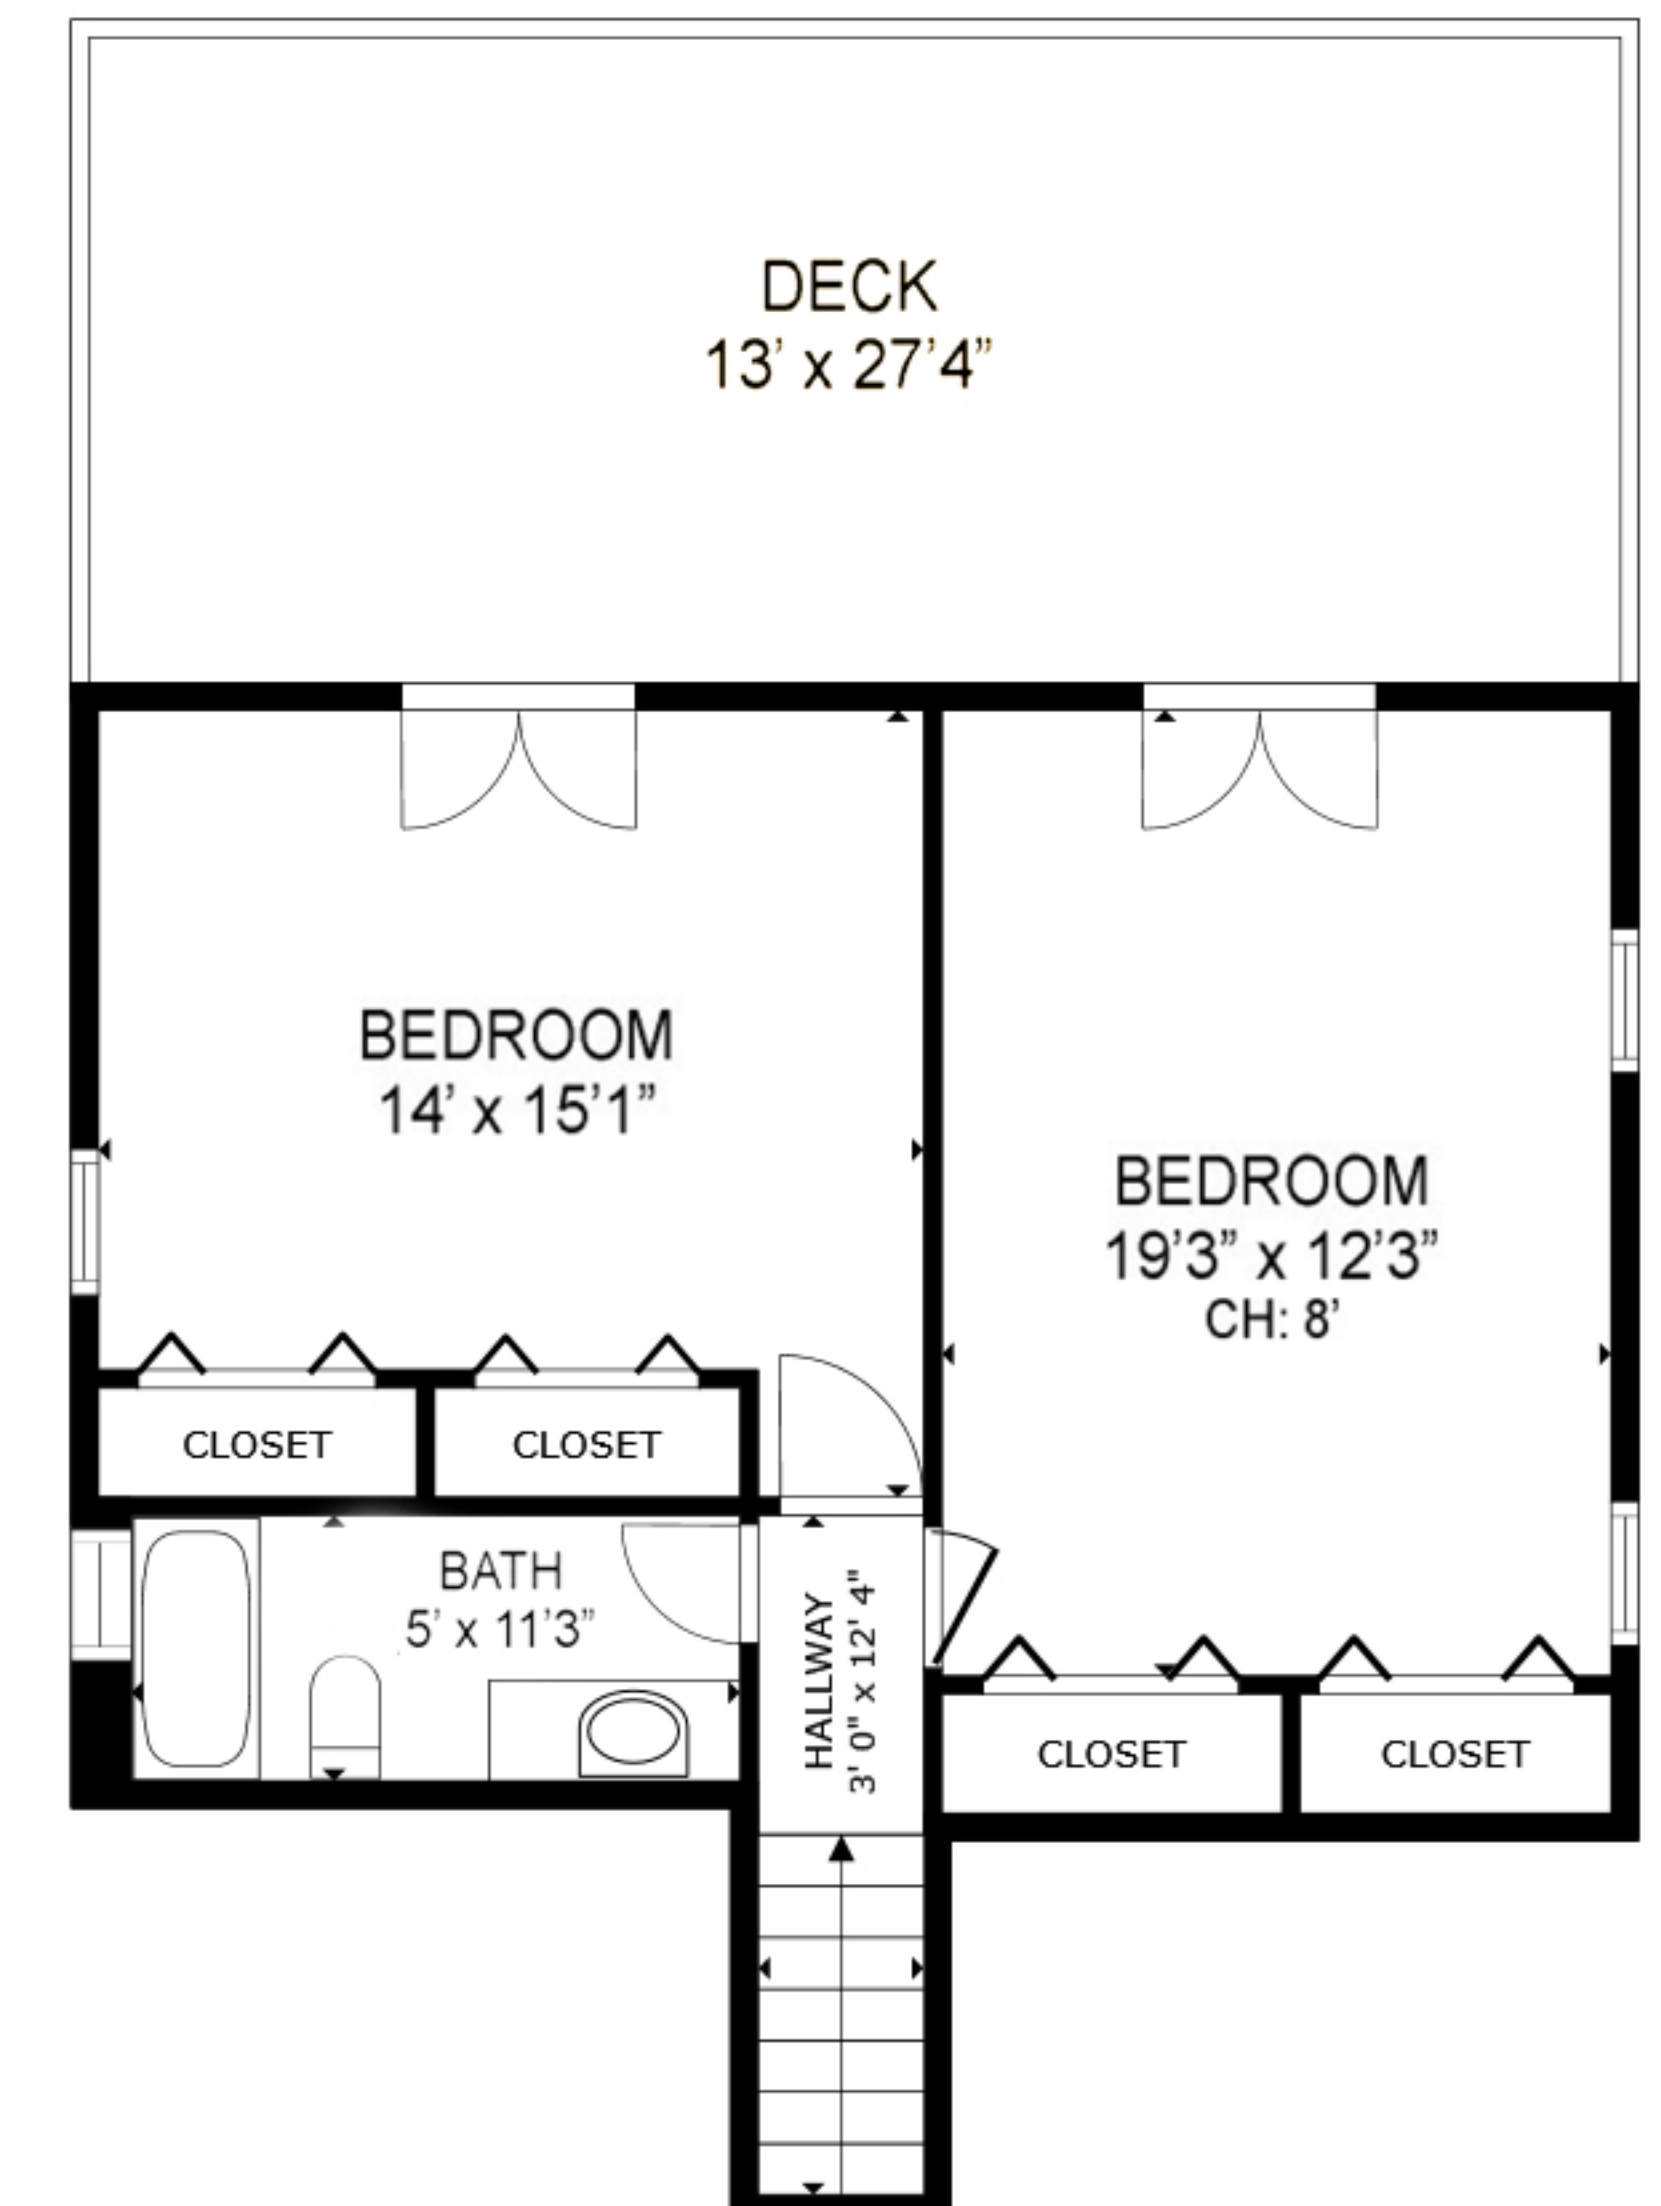 DECK
13’ x 27’4”
BEDROOM
14’ x 15’1”
BEDROOM
19’3” x 12’3”
CH: 8’
CLOSET
CLOSET
BATH
5’ x 11’3”
HALLWAY
3' 0" x 12' 4"
CLOSET
CLOSET